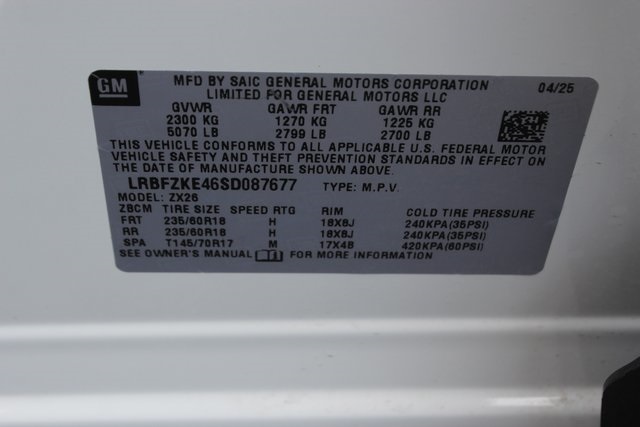 GM
MFD BY SAIC GENERAL MOTORS CORPORATION
LIMITED FOR GENERAL MOTORS LLC
04/25
GVWR GAWR FRT GAWR RR
2300 KG 1270 KG 1225 KG
5070 LB 2799 LB 2700 LB
THIS VEHICLE CONFORMS TO ALL APPLICABLE U.S. FEDERAL MOTOR
VEHICLE SAFETY AND THEFT PREVENTION STANDARDS IN EFFECT ON
THE DATE OF MANUFACTURE SHOWN ABOVE.
LRBFZKE46SD087677 TYPE: M.P.V.
MODEL: ZX26
ZBCM TIRE SIZE SPEED RTG RIM COLD TIRE PRESSURE
FRT 235/60R18 H 18X8J 240KPA(35PSI)
RR 235/60R18 H 18X8J 240KPA(35PSI)
SPA T145/70R17 M 17X4B 420KPA(60PSI)
SEE OWNER'S MANUAL FOR MORE INFORMATION